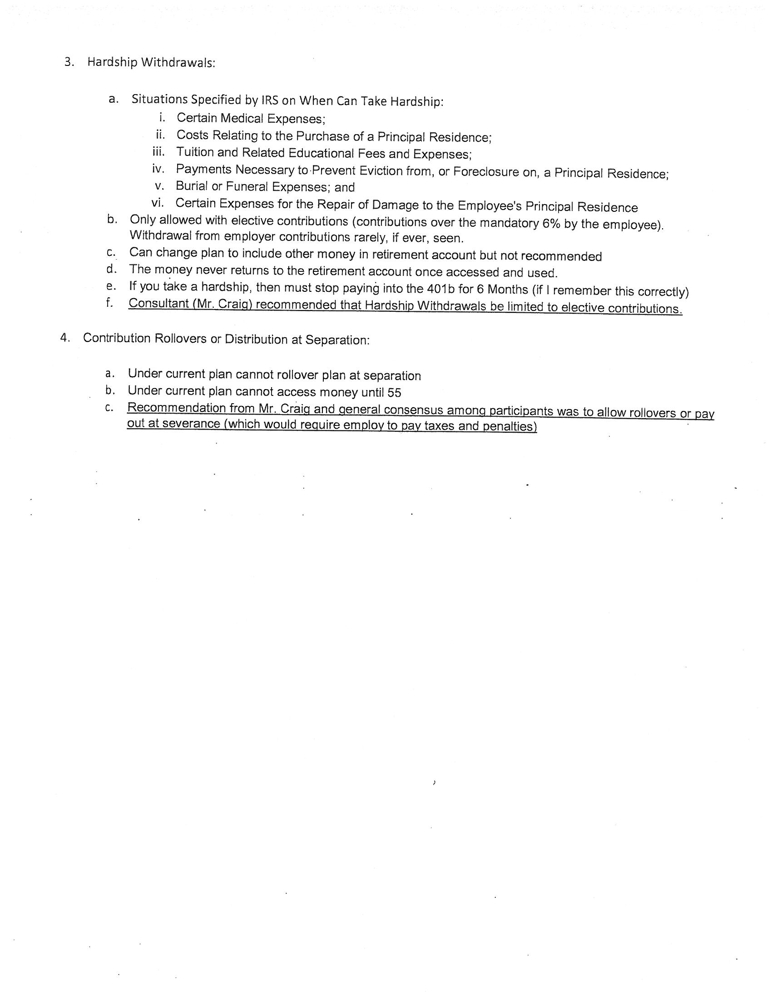 3. Hardship Withdrawals:
a. Situations Specified by IRS on When Can Take Hardship:
i. Certain Medical Expenses;
ii. Costs Relating to the Purchase of a Principal Residence;
iii. Tuition and Related Educational Fees and Expenses;
iv. Payments Necessary to Prevent Eviction from, or Foreclosure on, a Principal Residence;
v. Burial or Funeral Expenses; and
vi. Certain Expenses for the Repair of Damage to the Employee's Principal Residence
b. Only allowed with elective contributions (contributions over the mandatory 6% by the employee).
Withdrawal from employer contributions rarely, if ever, seen.
c. Can change plan to include other money in retirement account but not recommended
d. The money never returns to the retirement account once accessed and used.
e. If you take a hardship, then must stop paying into the 401b for 6 Months (if I remember this correctly)
f. Consultant (Mr. Craig) recommended that Hardship Withdrawals be limited to elective contributions.
4. Contribution Rollovers or Distribution at Separation:
a. Under current plan cannot rollover plan at separation
b. Under current plan cannot access money until 55
c. Recommendation from Mr. Craig and general consensus among participants was to allow rollovers or pay
out at severance (which would require employ to pay taxes and penalties)